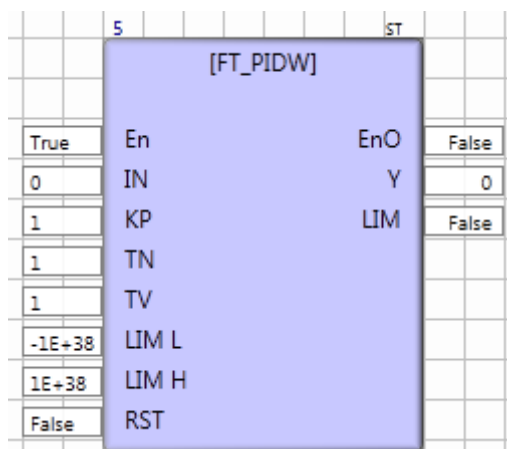 5 ST
[FT_PIDW]
True En EnO False
0 IN Y 0
1 KP LIM False
1 TN
1 TV
-1E+38 LIM L
1E+38 LIM H
False RST